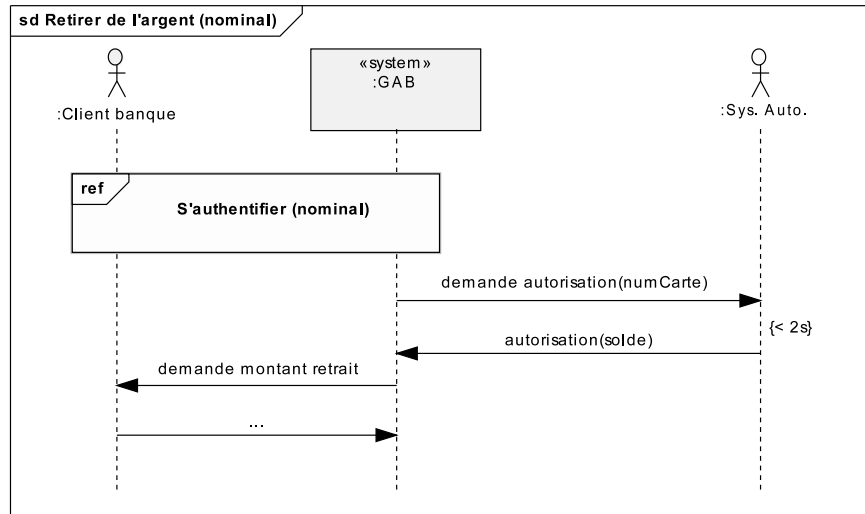 sd Retirer de l'argent (nominal)
«system»
:GAB
:Client banque
:Sys. Auto.
ref
S'authentifier (nominal)
demande autorisation(numCarte)
{< 2s}
autorisation(solde)
demande montant retrait
...